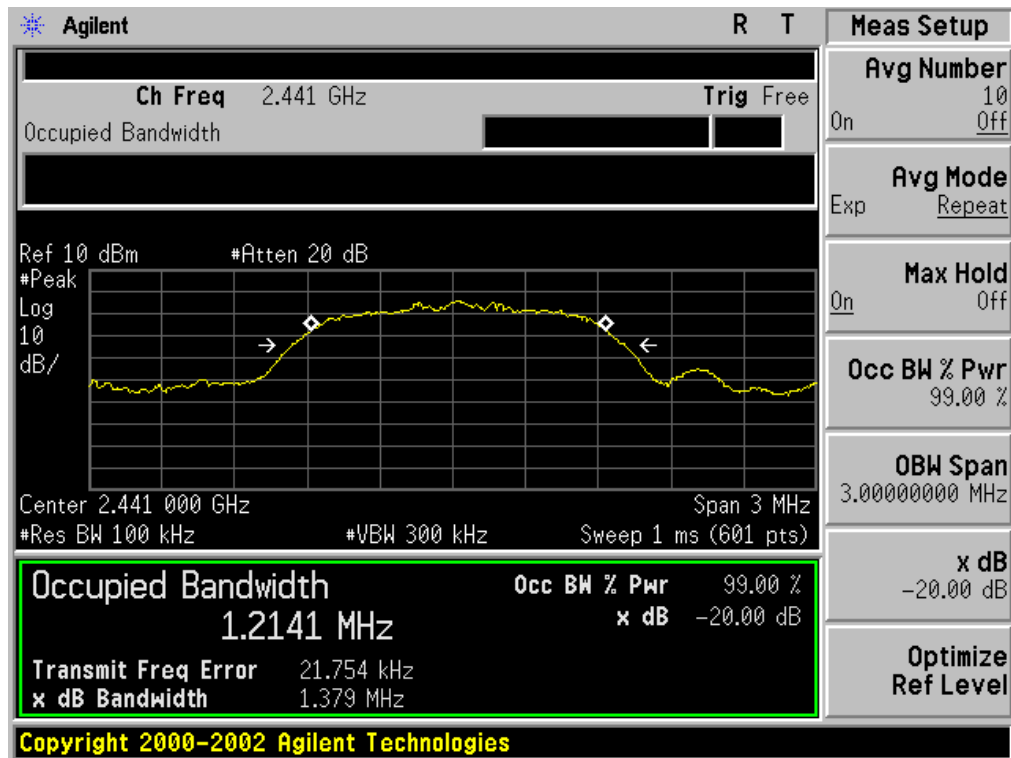 Agilent R T
Ch Freq 2.441 GHz Trig Free
Occupied Bandwidth
Ref 10 dBm #Atten 20 dB
#Peak
Log
10
dB/
Center 2.441 000 GHz Span 3 MHz
#Res BW 100 kHz #VBW 300 kHz Sweep 1 ms (601 pts)
Occupied Bandwidth Occ BW % Pwr 99.00 %
1.2141 MHz x dB -20.00 dB
Transmit Freq Error 21.754 kHz
x dB Bandwidth 1.379 MHz
Copyright 2000-2002 Agilent Technologies
Meas Setup
Avg Number
10
On Off
Avg Mode
Exp Repeat
Max Hold
On Off
Occ BW % Pwr
99.00 %
OBW Span
3.00000000 MHz
x dB
-20.00 dB
Optimize
Ref Level